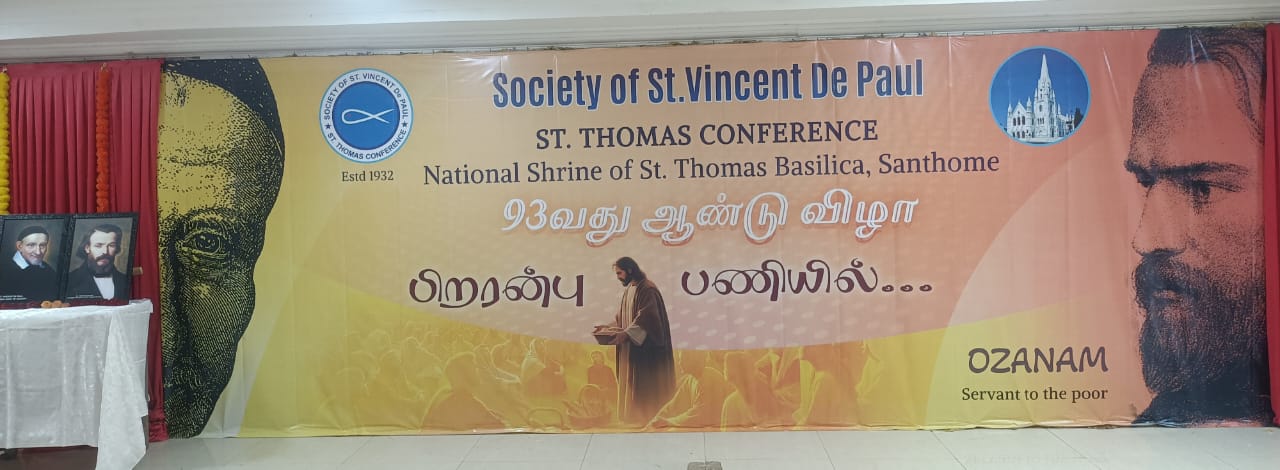 Society of St.Vincent De Paul
ST. THOMAS CONFERENCE
National Shrine of St. Thomas Basilica, Santhome
93வது ஆண்டு விழா
பிறரன்பு பணியில்...
SOCIETY OF ST. VINCENT De PAUL
ST. THOMAS CONFERENCE
Estd 1932
OZANAM
Servant to the poor